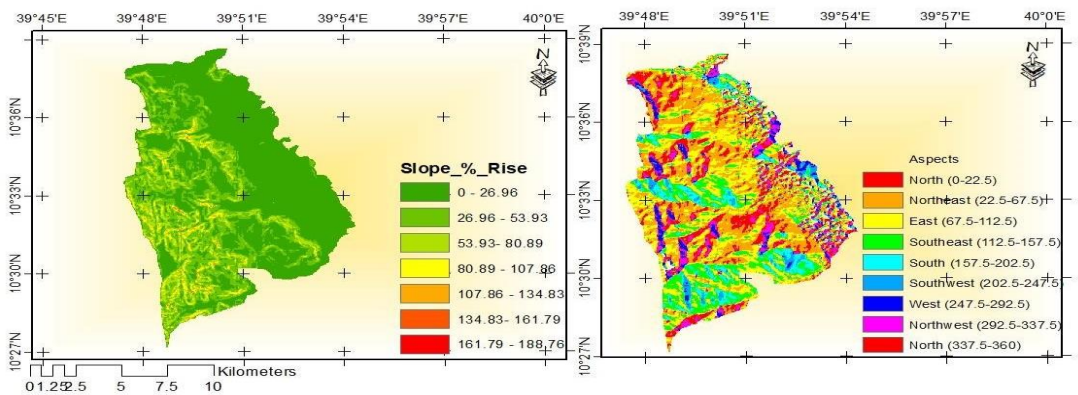 39°45'E 39°48'E 39°51'E 39°54'E 39°57'E 40°0'E
N
10°36'N
10°33'N
10°30'N
10°27'N
Slope_%_Rise
0 - 26.96
26.96 - 53.93
53.93- 80.89
80.89 - 107.86
107.86 - 134.83
134.83- 161.79
161.79 - 188.76
Kilometers
0 1.25 2.5 5 7.5 10
39°48'E 39°51'E 39°54'E 39°57'E 40°0'E
N
10°39'N
10°36'N
10°33'N
10°30'N
10°27'N
Aspects
North (0-22.5)
Northeast (22.5-67.5)
East (67.5-112.5)
Southeast (112.5-157.5)
South (157.5-202.5)
Southwest (202.5-247.5)
West (247.5-292.5)
Northwest (292.5-337.5)
North (337.5-360)